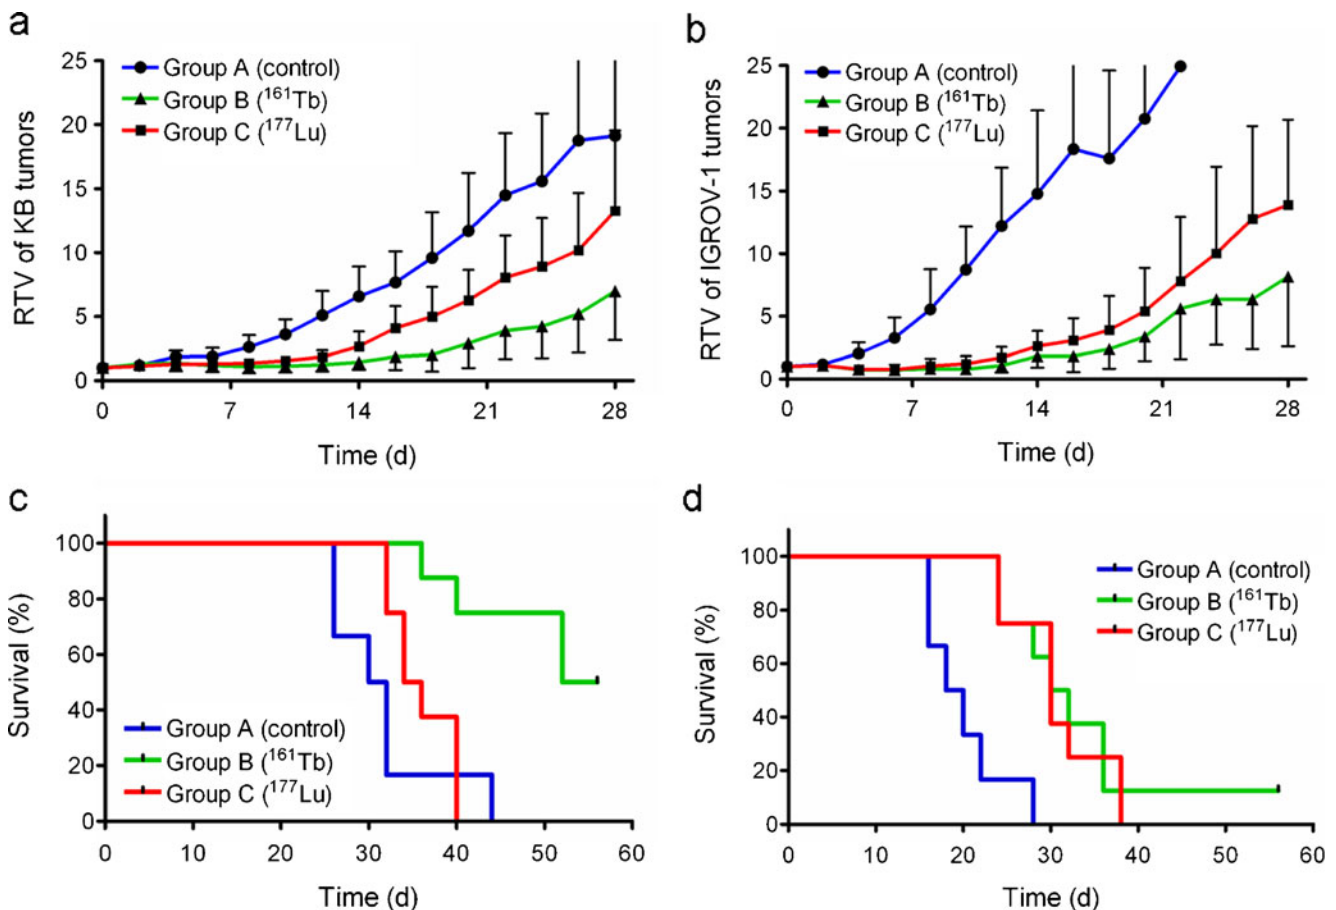 a
25
20
15
10
5
0
RTV of KB tumors
Group A (control)
Group B (¹⁶¹Tb)
Group C (¹⁷⁷Lu)
0 7 14 21 28
Time (d)
b
25
20
15
10
5
0
RTV of IGROV-1 tumors
Group A (control)
Group B (¹⁶¹Tb)
Group C (¹⁷⁷Lu)
0 7 14 21 28
Time (d)
c
100
80
60
40
20
0
Survival (%)
Group A (control)
Group B (¹⁶¹Tb)
Group C (¹⁷⁷Lu)
0 10 20 30 40 50 60
Time (d)
d
100
80
60
40
20
0
Survival (%)
Group A (control)
Group B (¹⁶¹Tb)
Group C (¹⁷⁷Lu)
0 10 20 30 40 50 60
Time (d)